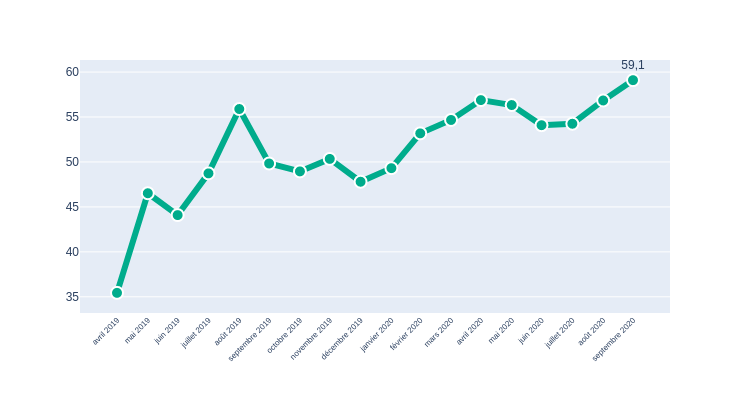 59,1
60
55
50
45
40
35
avril 2019
mai 2019
juin 2019
juillet 2019
août 2019
septembre 2019
octobre 2019
novembre 2019
décembre 2019
janvier 2020
février 2020
mars 2020
avril 2020
mai 2020
juin 2020
juillet 2020
août 2020
septembre 2020